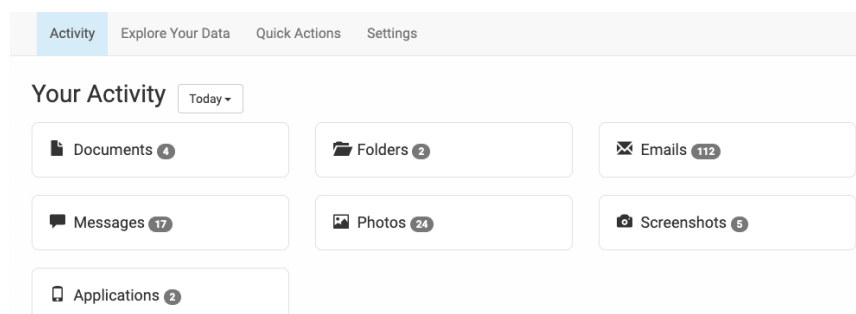 Activity Explore Your Data Quick Actions Settings
Your Activity Today
Documents 4
Folders 2
Emails 112
Messages 17
Photos 24
Screenshots 5
Applications 2